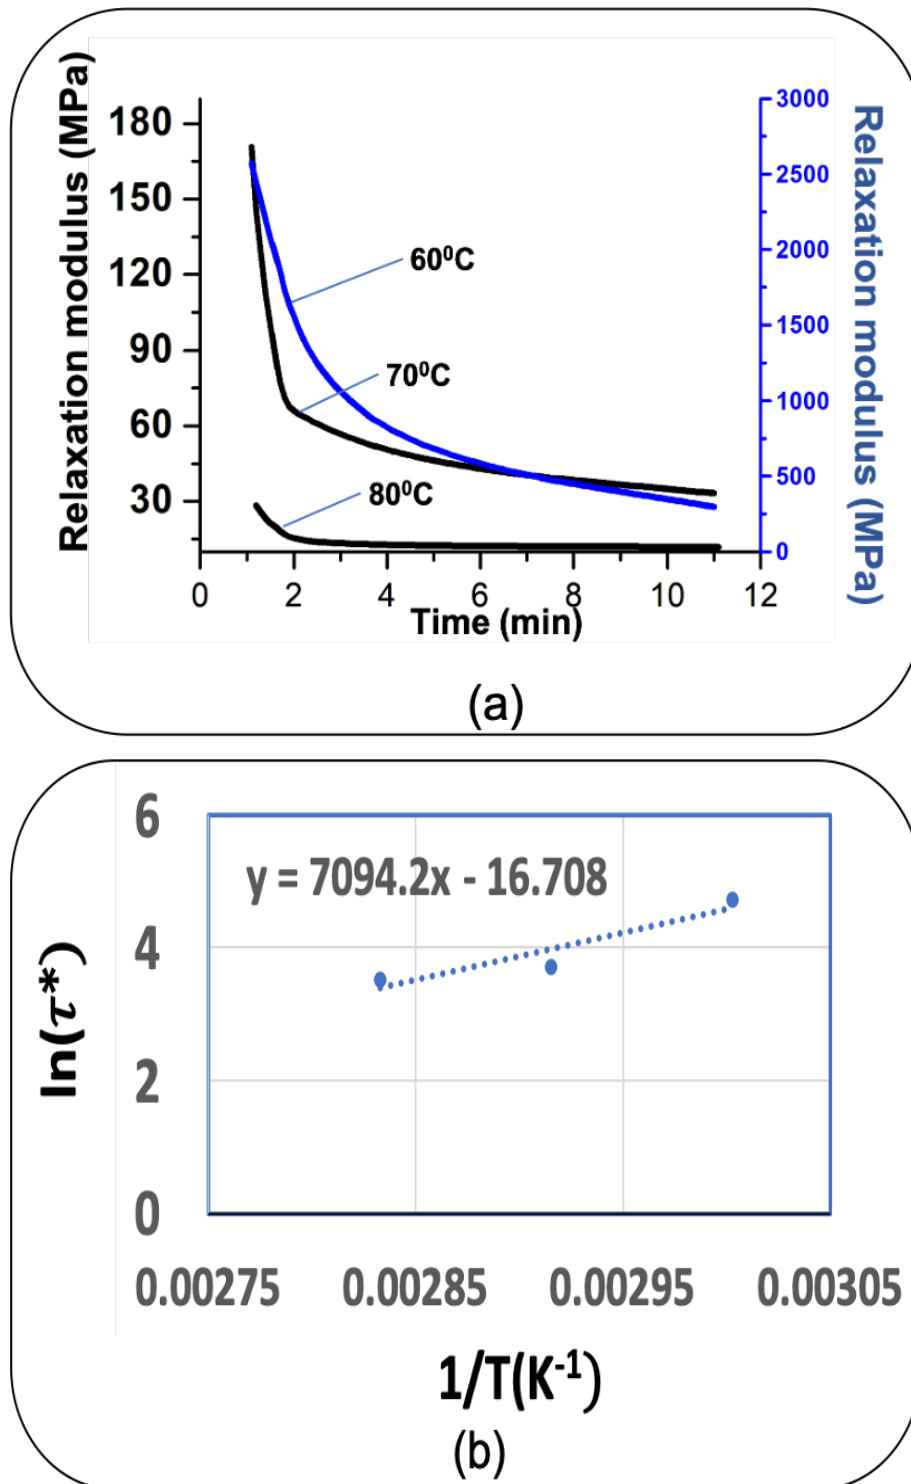 Relaxation modulus (MPa)
180
150
120
90
60
30
3000
2500
2000
1500
1000
500
0
Relaxation modulus (MPa)
60⁰C
70⁰C
80⁰C
0 2 4 6 8 10 12
Time (min)
(a)
6
4
2
0
ln(τ*)
y = 7094.2x - 16.708
0.00275 0.00285 0.00295 0.00305
1/T(K⁻¹)
(b)